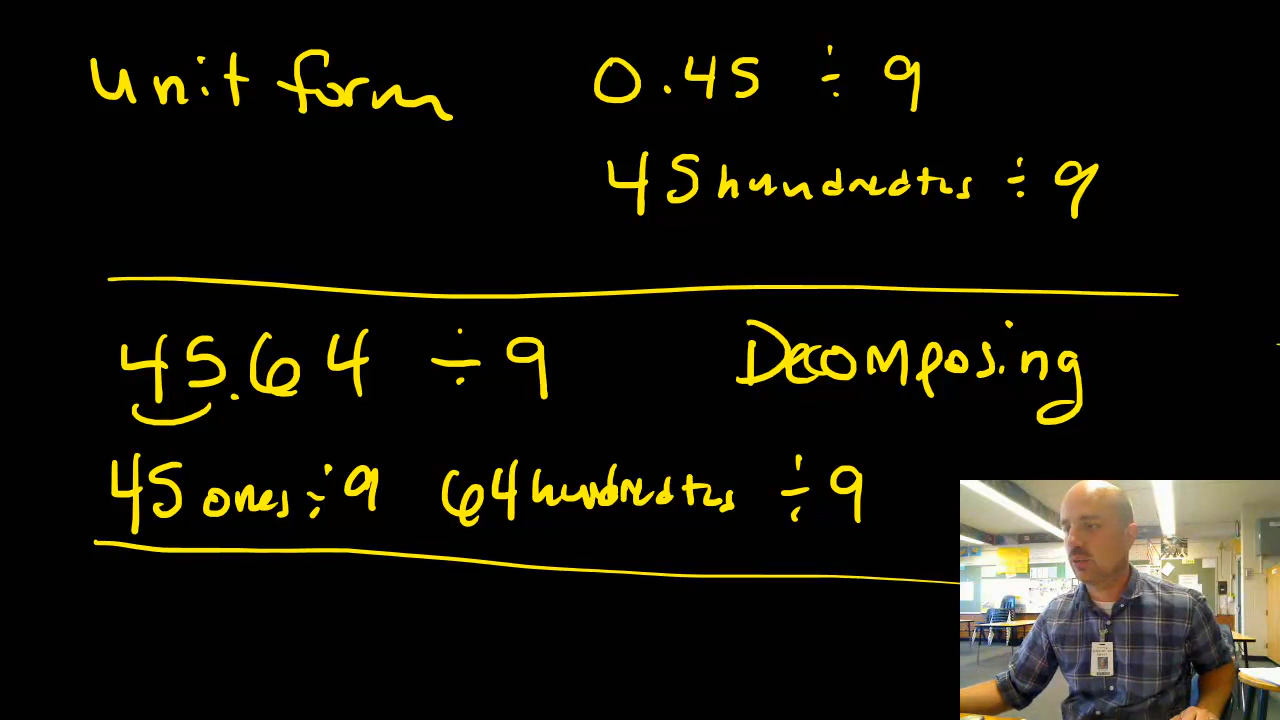 Unit form 0.45 ÷ 9
45 hundredths ÷ 9
45.64 ÷ 9 Decomposing
45 ones ÷ 9 64 hundredths ÷ 9